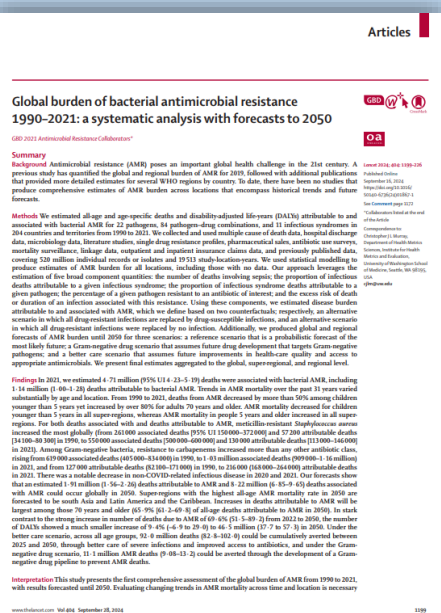 Articles
Global burden of bacterial antimicrobial resistance
1990–2021: a systematic analysis with forecasts to 2050
GBD 2021 Antimicrobial Resistance Collaborators*
Summary
Background Antimicrobial resistance (AMR) poses an important global health challenge in the 21st century. A
previous study has quantified the global and regional burden of AMR for 2019, followed with additional publications
that provided more detailed estimates for several WHO regions by country. To date, there have been no studies that
produce comprehensive estimates of AMR burden across locations that encompass historical trends and future
forecasts.
Methods We estimated all-age and age-specific deaths and disability-adjusted life-years (DALYs) attributable to and
associated with bacterial AMR for 22 pathogens, 84 pathogen–drug combinations, and 11 infectious syndromes in
204 countries and territories from 1990 to 2021. We collected and used multiple cause of death data, hospital discharge
data, microbiology data, literature studies, single drug resistance profiles, pharmaceutical sales, antibiotic use surveys,
mortality surveillance, linkage data, outpatient and inpatient insurance claims data, and previously published data,
covering 520 million individual records or isolates and 19 513 study-location-years. We used statistical modelling to
produce estimates of AMR burden for all locations, including those with no data. Our approach leverages the
estimation of five broad component quantities: the number of deaths involving sepsis; the proportion of infectious
deaths attributable to a given infectious syndrome; the proportion of infectious syndrome deaths attributable to a
given pathogen; the percentage of a given pathogen resistant to an antibiotic of interest; and the excess risk of death
or duration of an infection associated with this resistance. Using these components, we estimated disease burden
attributable to and associated with AMR, which we define based on two counterfactuals; respectively, an alternative
scenario in which all drug-resistant infections are replaced by drug-susceptible infections, and an alternative scenario
in which all drug-resistant infections were replaced by no infection. Additionally, we produced global and regional
forecasts of AMR burden until 2050 for three scenarios: a reference scenario that is a probabilistic forecast of the
most likely future; a Gram-negative drug scenario that assumes future drug development that targets Gram-negative
pathogens; and a better care scenario that assumes future improvements in health-care quality and access to
appropriate antimicrobials. We present final estimates aggregated to the global, super-regional, and regional level.
Findings In 2021, we estimated 4·71 million (95% UI 4·23–5·19) deaths were associated with bacterial AMR, including
1·14 million (1·00–1·28) deaths attributable to bacterial AMR. Trends in AMR mortality over the past 31 years varied
substantially by age and location. From 1990 to 2021, deaths from AMR decreased by more than 50% among children
younger than 5 years yet increased by over 80% for adults 70 years and older. AMR mortality decreased for children
younger than 5 years in all super-regions, whereas AMR mortality in people 5 years and older increased in all super-
regions. For both deaths associated with and deaths attributable to AMR, meticillin-resistant Staphylococcus aureus
increased the most globally (from 261 000 associated deaths [95% UI 150 000–372 000] and 57 200 attributable deaths
[34 100–80 300] in 1990, to 550 000 associated deaths [500 000–600 000] and 130 000 attributable deaths [113 000–146 000]
in 2021). Among Gram-negative bacteria, resistance to carbapenems increased more than any other antibiotic class,
rising from 619 000 associated deaths (405 000–834 000) in 1990, to 1·03 million associated deaths (909 000–1·16 million)
in 2021, and from 127 000 attributable deaths (82 100–171 000) in 1990, to 216 000 (168 000–264 000) attributable deaths
in 2021. There was a notable decrease in non-COVID-related infectious disease in 2020 and 2021. Our forecasts show
that an estimated 1·91 million (1·56–2·26) deaths attributable to AMR and 8·22 million (6·85–9·65) deaths associated
with AMR could occur globally in 2050. Super-regions with the highest all-age AMR mortality rate in 2050 are
forecasted to be south Asia and Latin America and the Caribbean. Increases in deaths attributable to AMR will be
largest among those 70 years and older (65·9% [61·2–69·8] of all-age deaths attributable to AMR in 2050). In stark
contrast to the strong increase in number of deaths due to AMR of 69·6% (51·5–89·2) from 2022 to 2050, the number
of DALYs showed a much smaller increase of 9·4% (–6·9 to 29·0) to 46·5 million (37·7 to 57·3) in 2050. Under the
better care scenario, across all age groups, 92·0 million deaths (82·8–102·0) could be cumulatively averted between
2025 and 2050, through better care of severe infections and improved access to antibiotics, and under the Gram-
negative drug scenario, 11·1 million AMR deaths (9·08–13·2) could be averted through the development of a Gram-
negative drug pipeline to prevent AMR deaths.
Interpretation This study presents the first comprehensive assessment of the global burden of AMR from 1990 to 2021,
with results forecasted until 2050. Evaluating changing trends in AMR mortality across time and location is necessary
GBD
oa
Lancet 2024; 404: 1199–226
Published Online
September 16, 2024
https://doi.org/10.1016/
S0140-6736(24)01867-1
See Comment page 1172
*Collaborators listed at the end
of the Article
Correspondence to:
Christopher J L Murray,
Department of Health Metrics
Sciences, Institute for Health
Metrics and Evaluation,
University of Washington School
of Medicine, Seattle, WA 98195,
USA
cjlm@uw.edu
www.thelancet.com Vol 404 September 28, 2024
1199